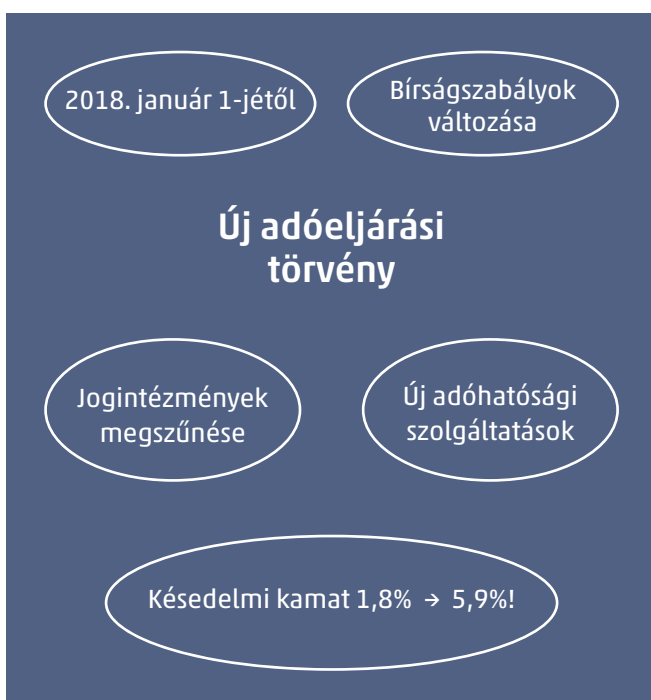 2018. január 1-jétől
Bírságszabályok
változása
Új adóeljárási
törvény
Jogintézmények
megszűnése
Új adóhatósági
szolgáltatások
Késedelmi kamat 1,8% → 5,9%!